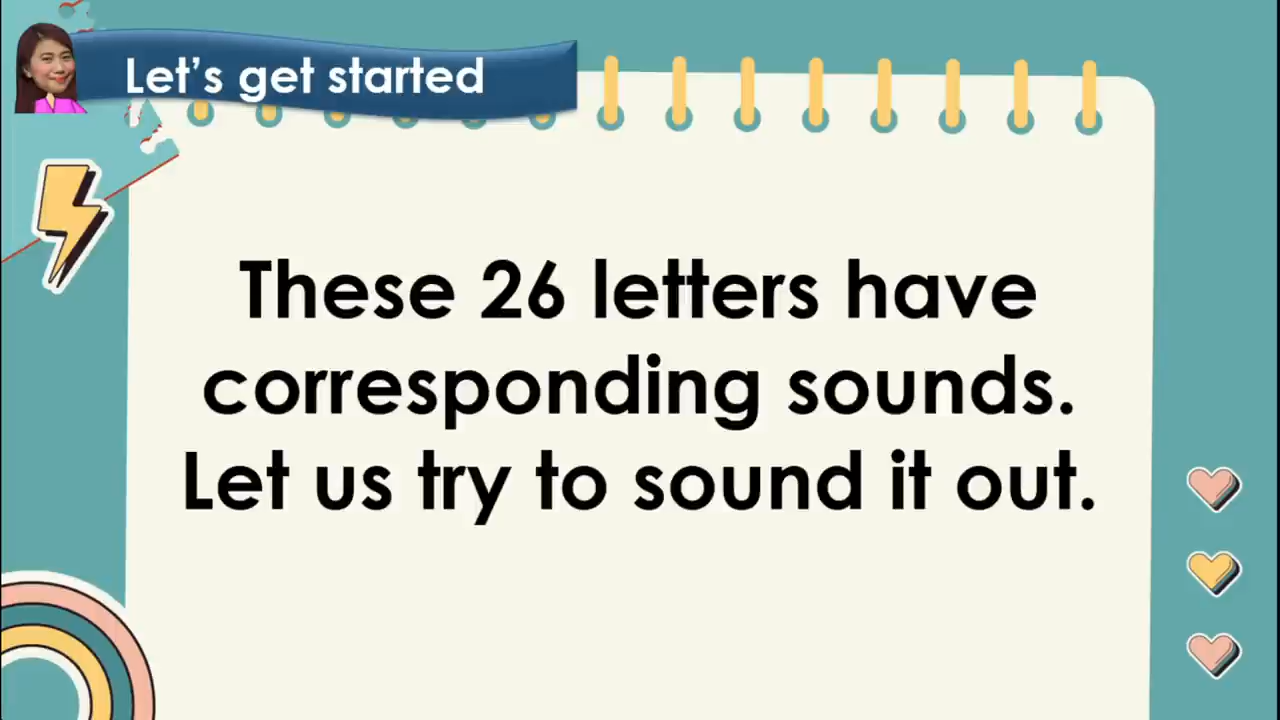 Let’s get started
These 26 letters have
corresponding sounds.
Let us try to sound it out.